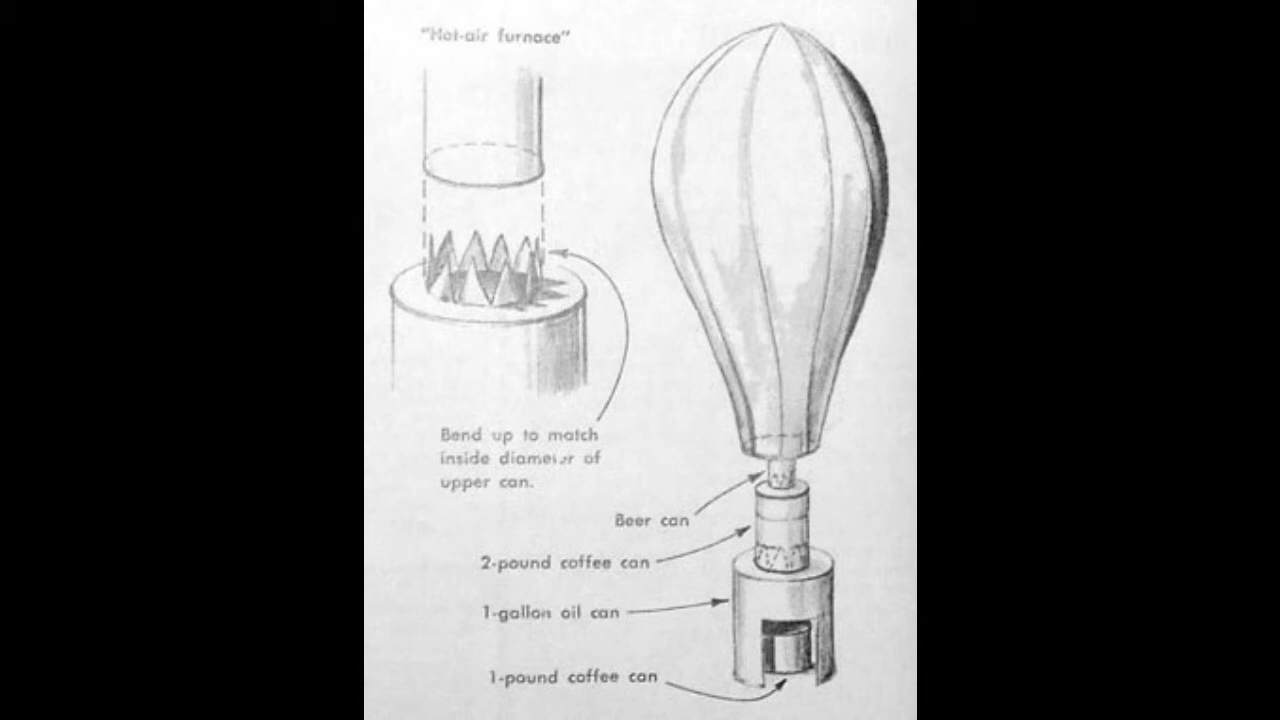 "Hot-air furnace"
Bend up to match
inside diameter of
upper can.
Beer can
2-pound coffee can
1-gallon oil can
1-pound coffee can